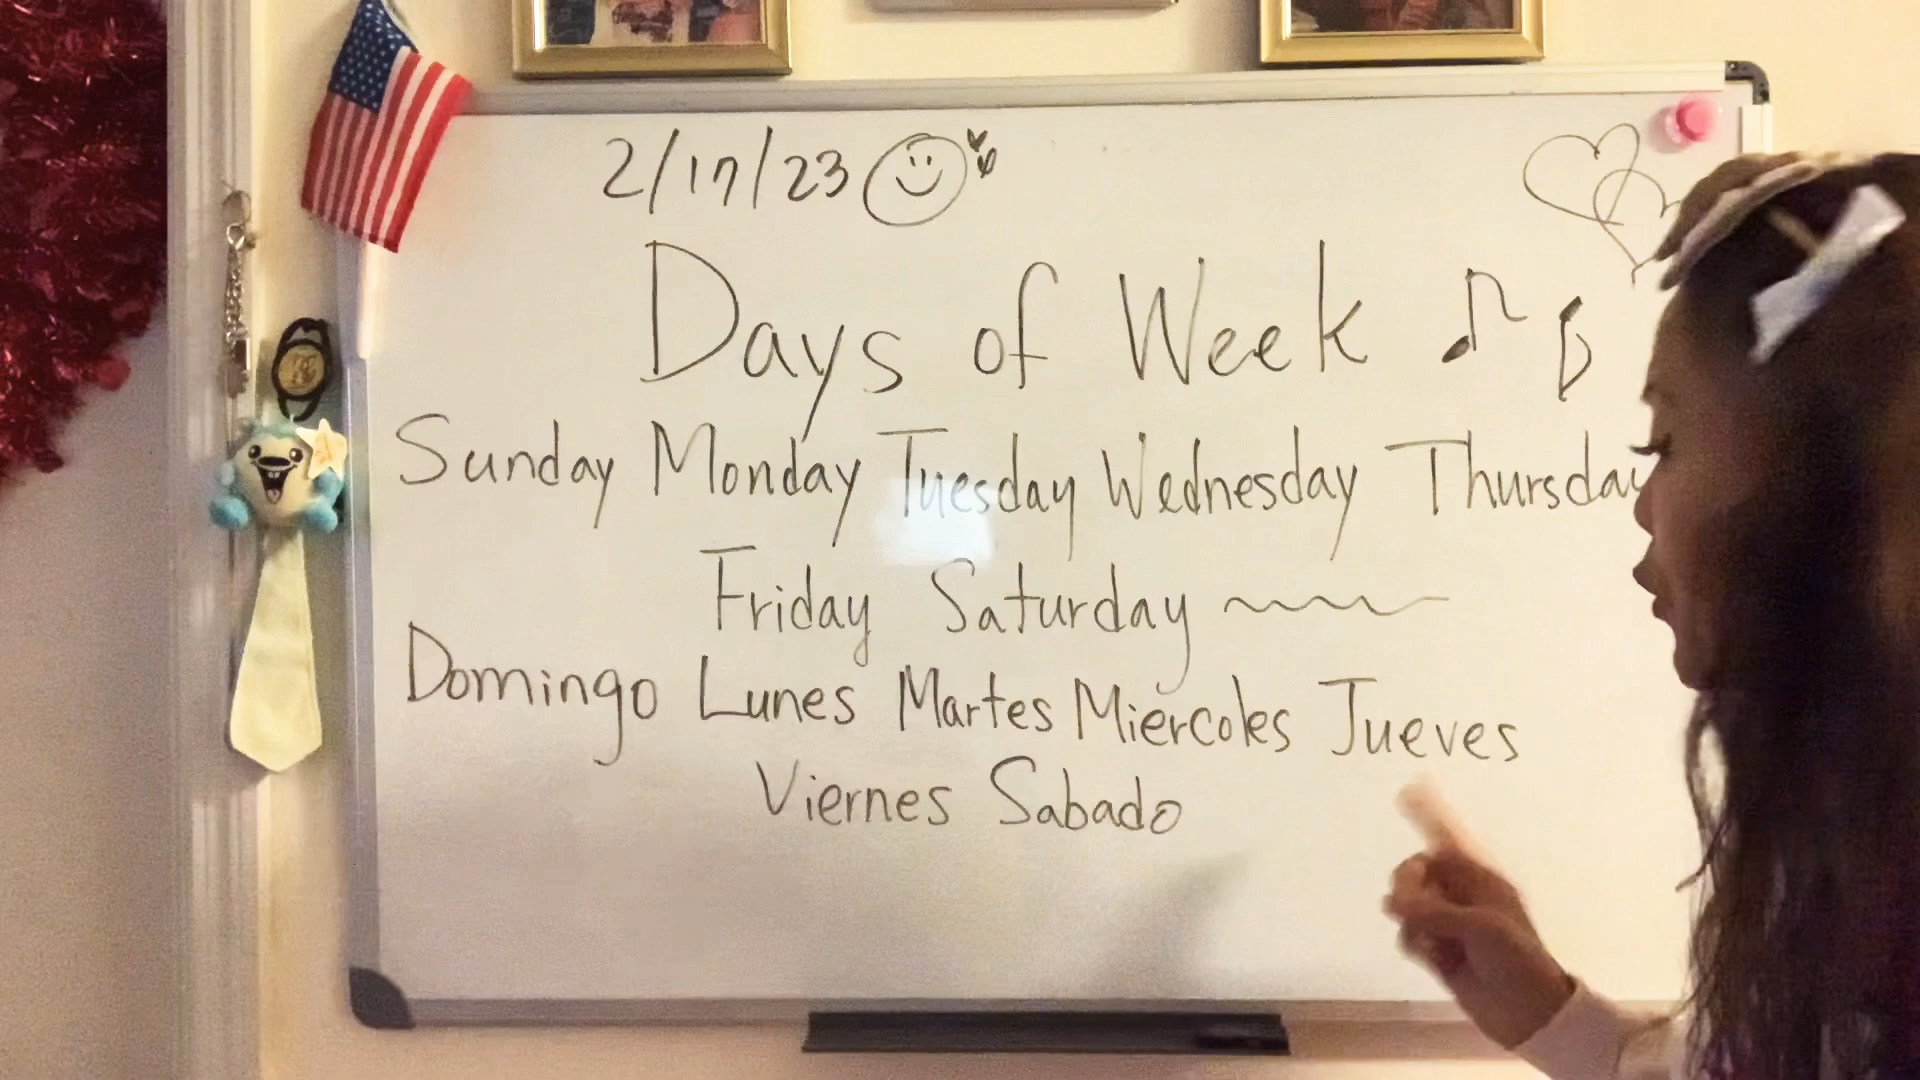 2/17/23
Days of Week
Sunday Monday Tuesday Wednesday Thursday
Friday Saturday
Domingo Lunes Martes Miercoles Jueves
Viernes Sabado